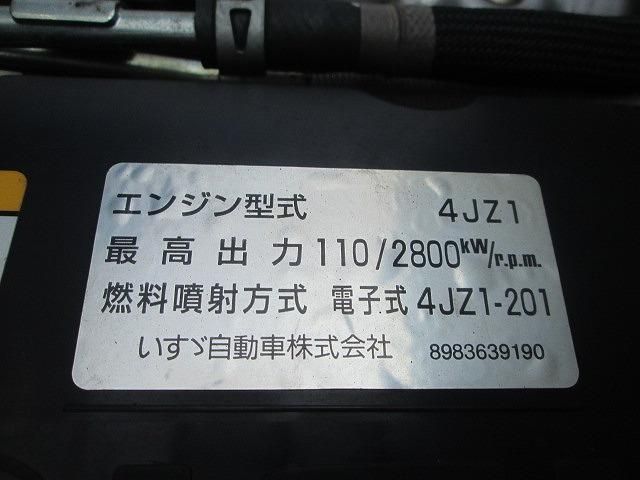 エンジン型式 4JZ1
最高出力 110/2800kW/r.p.m.
燃料噴射方式 電子式 4JZ1-201
いすゞ自動車株式会社 8983639190